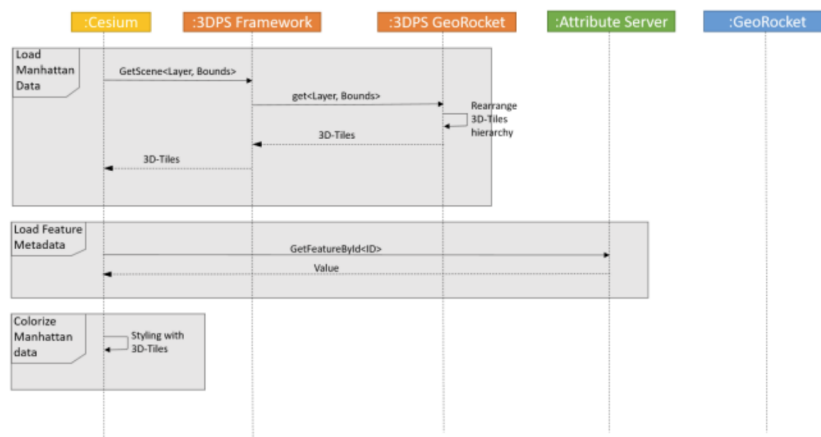 :Cesium
:3DPS Framework
:3DPS GeoRocket
:Attribute Server
:GeoRocket
Load
Manhattan
Data
GetScene<Layer, Bounds>
get<Layer, Bounds>
Rearrange
3D-Tiles
hierarchy
3D-Tiles
3D-Tiles
Load Feature
Metadata
GetFeatureById<ID>
Value
Colorize
Manhattan
data
Styling with
3D-Tiles